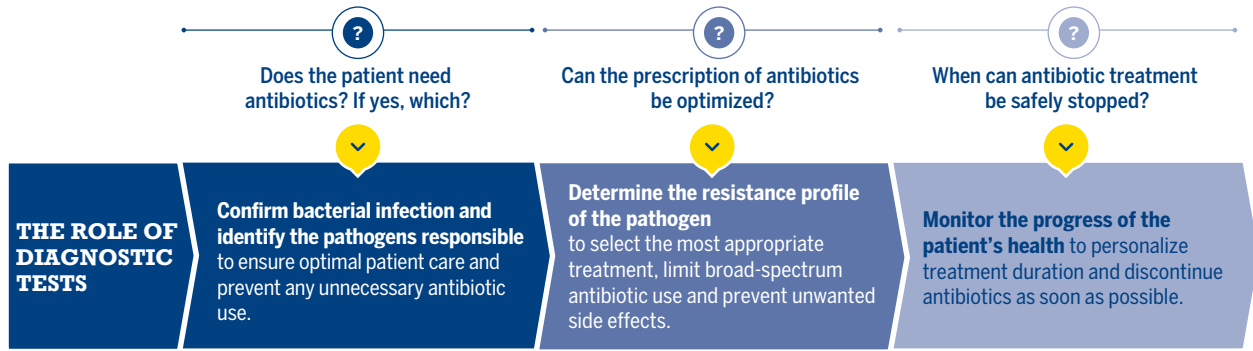 ?
Does the patient need
antibiotics? If yes, which?
?
Can the prescription of antibiotics
be optimized?
?
When can antibiotic treatment
be safely stopped?
THE ROLE OF
DIAGNOSTIC
TESTS
Confirm bacterial infection and
identify the pathogens responsible
to ensure optimal patient care and
prevent any unnecessary antibiotic
use.
Determine the resistance profile
of the pathogen
to select the most appropriate
treatment, limit broad-spectrum
antibiotic use and prevent unwanted
side effects.
Monitor the progress of the
patient’s health to personalize
treatment duration and discontinue
antibiotics as soon as possible.